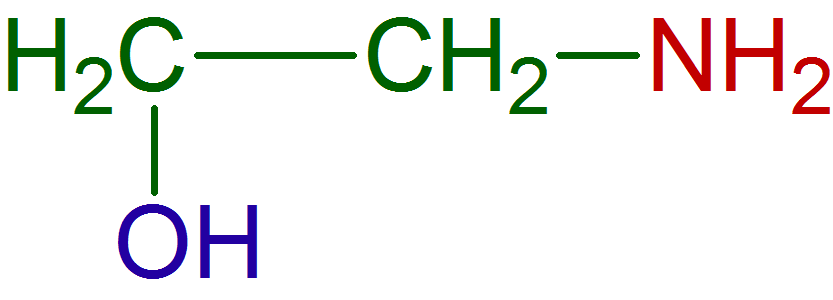 H₂C CH₂ NH₂
OH